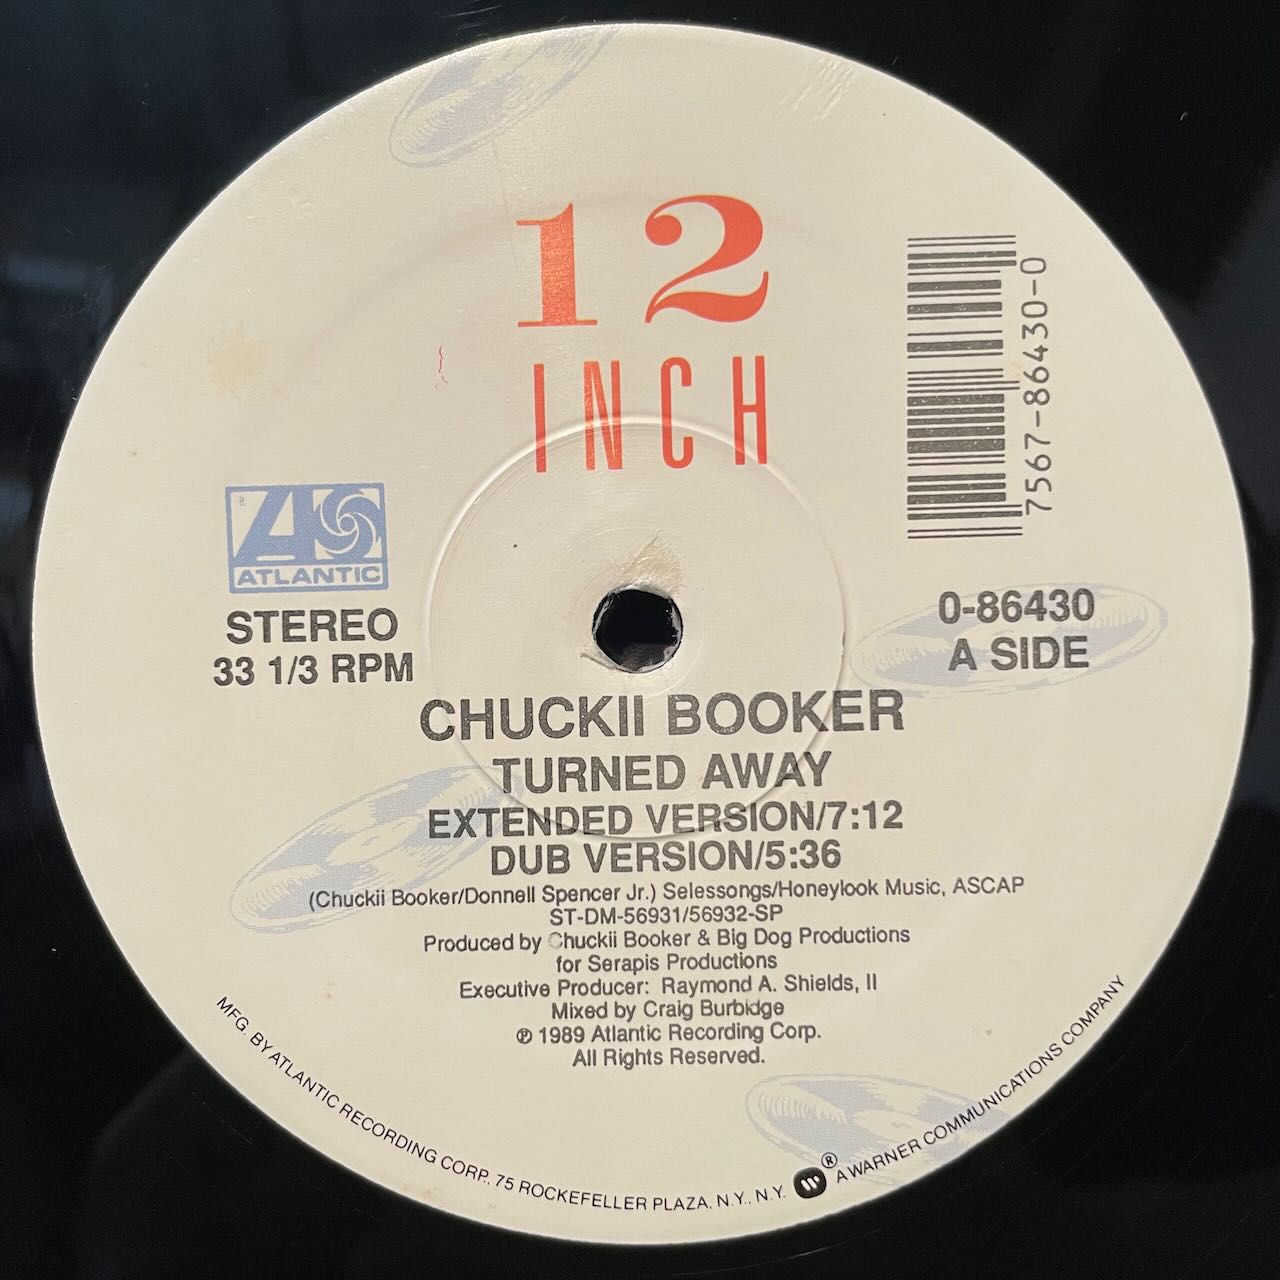 12
INCH
7567-86430-0
ATLANTIC
STEREO
33 1/3 RPM
0-86430
A SIDE
CHUCKII BOOKER
TURNED AWAY
EXTENDED VERSION/7:12
DUB VERSION/5:36
(Chuckii Booker/Donnell Spencer Jr.) Selessongs/Honeylook Music, ASCAP
ST-DM-56931/56932-SP
Produced by Chuckii Booker & Big Dog Productions
for Serapis Productions
Executive Producer: Raymond A. Shields, II
Mixed by Craig Burbidge
℗ 1989 Atlantic Recording Corp.
All Rights Reserved.
MFG. BY ATLANTIC RECORDING CORP., 75 ROCKEFELLER PLAZA, N.Y., N.Y. ® A WARNER COMMUNICATIONS COMPANY